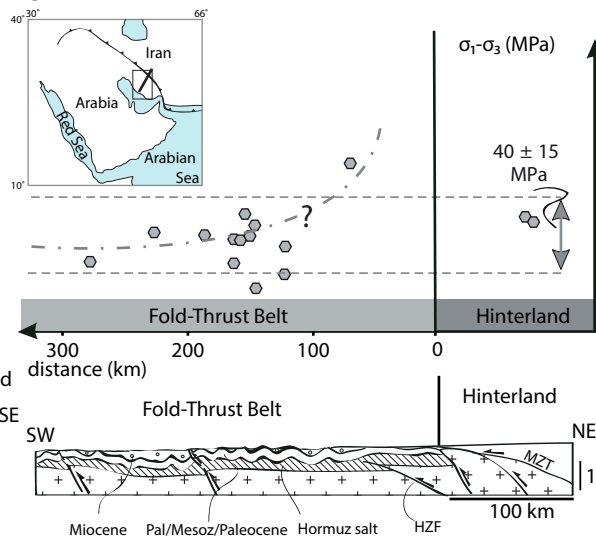 40°
30°
66°
Iran
Arabia
Red Sea
Arabian
Sea
10°
σ₁-σ₃ (MPa)
40 ± 15
MPa
?
Fold-Thrust Belt
Hinterland
300
200
100
0
distance (km)
d
SE
Fold-Thrust Belt
Hinterland
SW
NE
MZT
1
100 km
Miocene
Pal/Mesoz/Paleocene
Hormuz salt
HZF